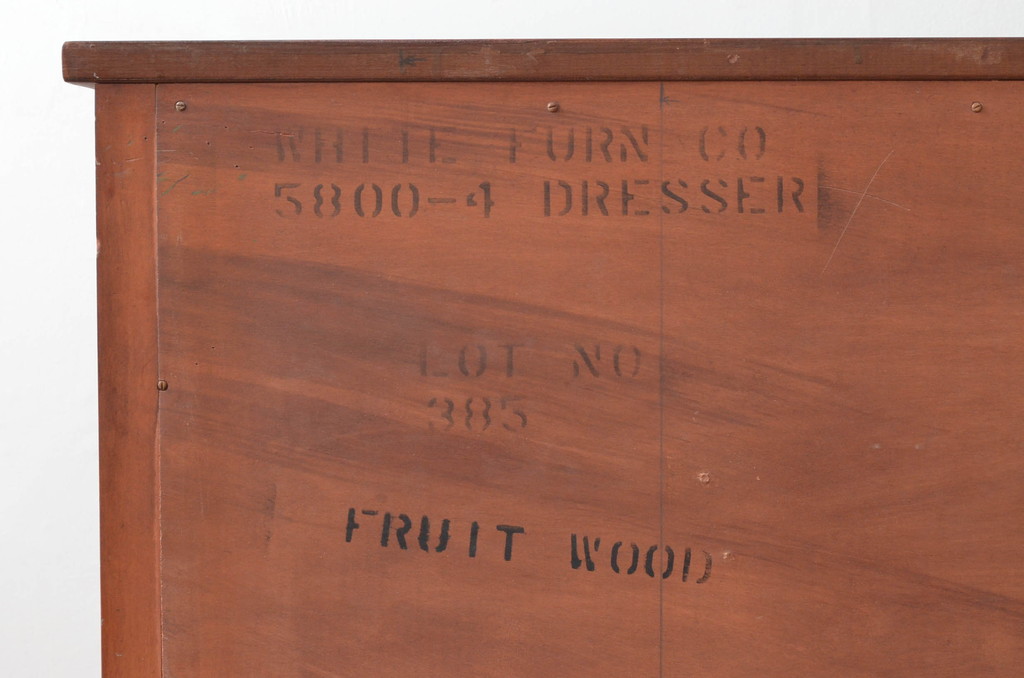 WHITE FURN CO
5800-4 DRESSER
LOT NO
385
FRUIT WOOD